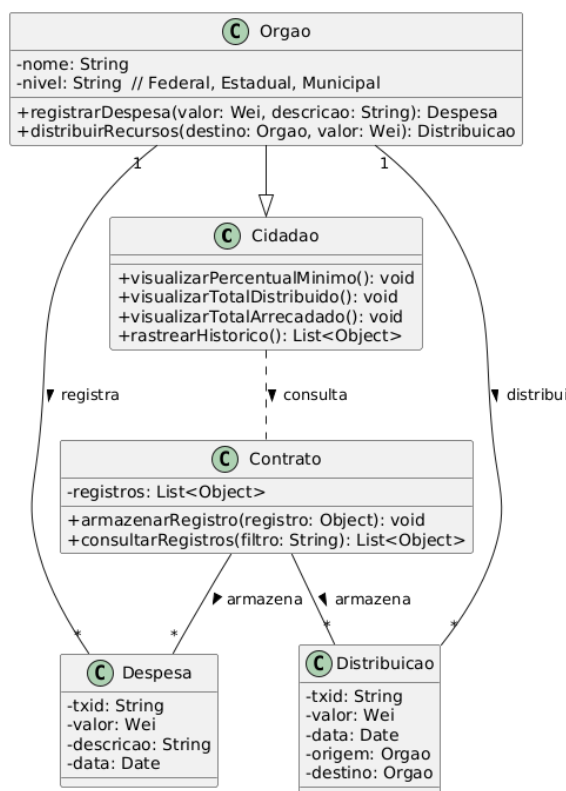 C Orgao
-nome: String
-nivel: String // Federal, Estadual, Municipal
+registrarDespesa(valor: Wei, descricao: String): Despesa
+distribuirRecursos(destino: Orgao, valor: Wei): Distribuicao
1
1
C Cidadao
+visualizarPercentualMinimo(): void
+visualizarTotalDistribuido(): void
+visualizarTotalArrecadado(): void
+rastrearHistorico(): List<Object>
registra
consulta
distribui
C Contrato
-registros: List<Object>
+armazenarRegistro(registro: Object): void
+consultarRegistros(filtro: String): List<Object>
armazena
armazena
*
*
*
*
C Despesa
-txid: String
-valor: Wei
-descricao: String
-data: Date
C Distribuicao
-txid: String
-valor: Wei
-data: Date
-origem: Orgao
-destino: Orgao